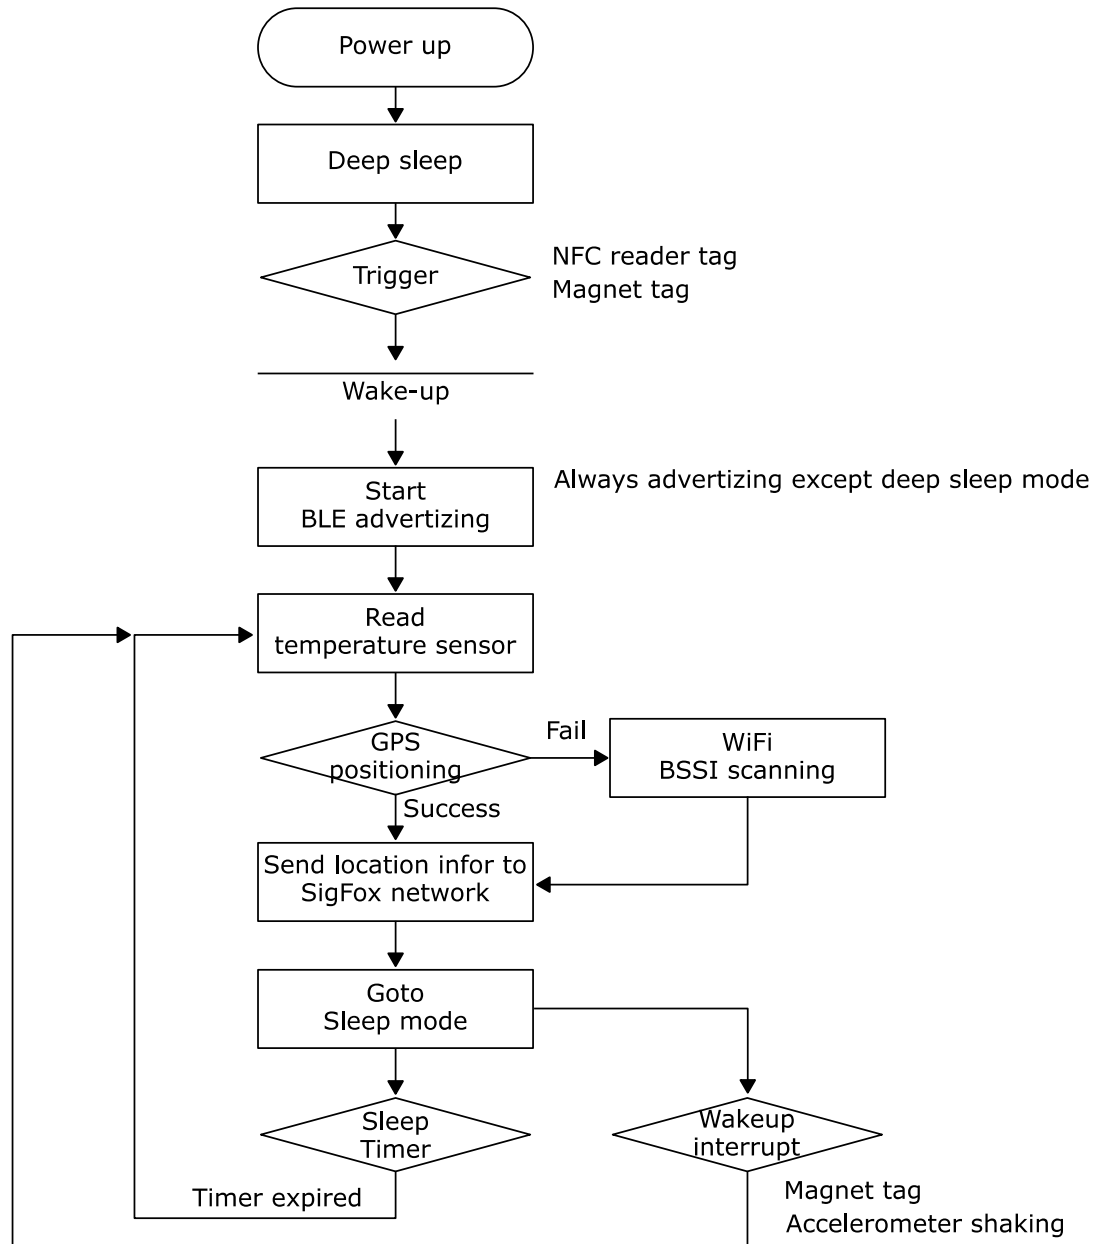 Power up
Deep sleep
Trigger
NFC reader tag
Magnet tag
Wake-up
Start
BLE advertizing
Always advertizing except deep sleep mode
Read
temperature sensor
GPS
positioning
Fail
WiFi
BSSI scanning
Success
Send location infor to
SigFox network
Goto
Sleep mode
Sleep
Timer
Wakeup
interrupt
Timer expired
Magnet tag
Accelerometer shaking